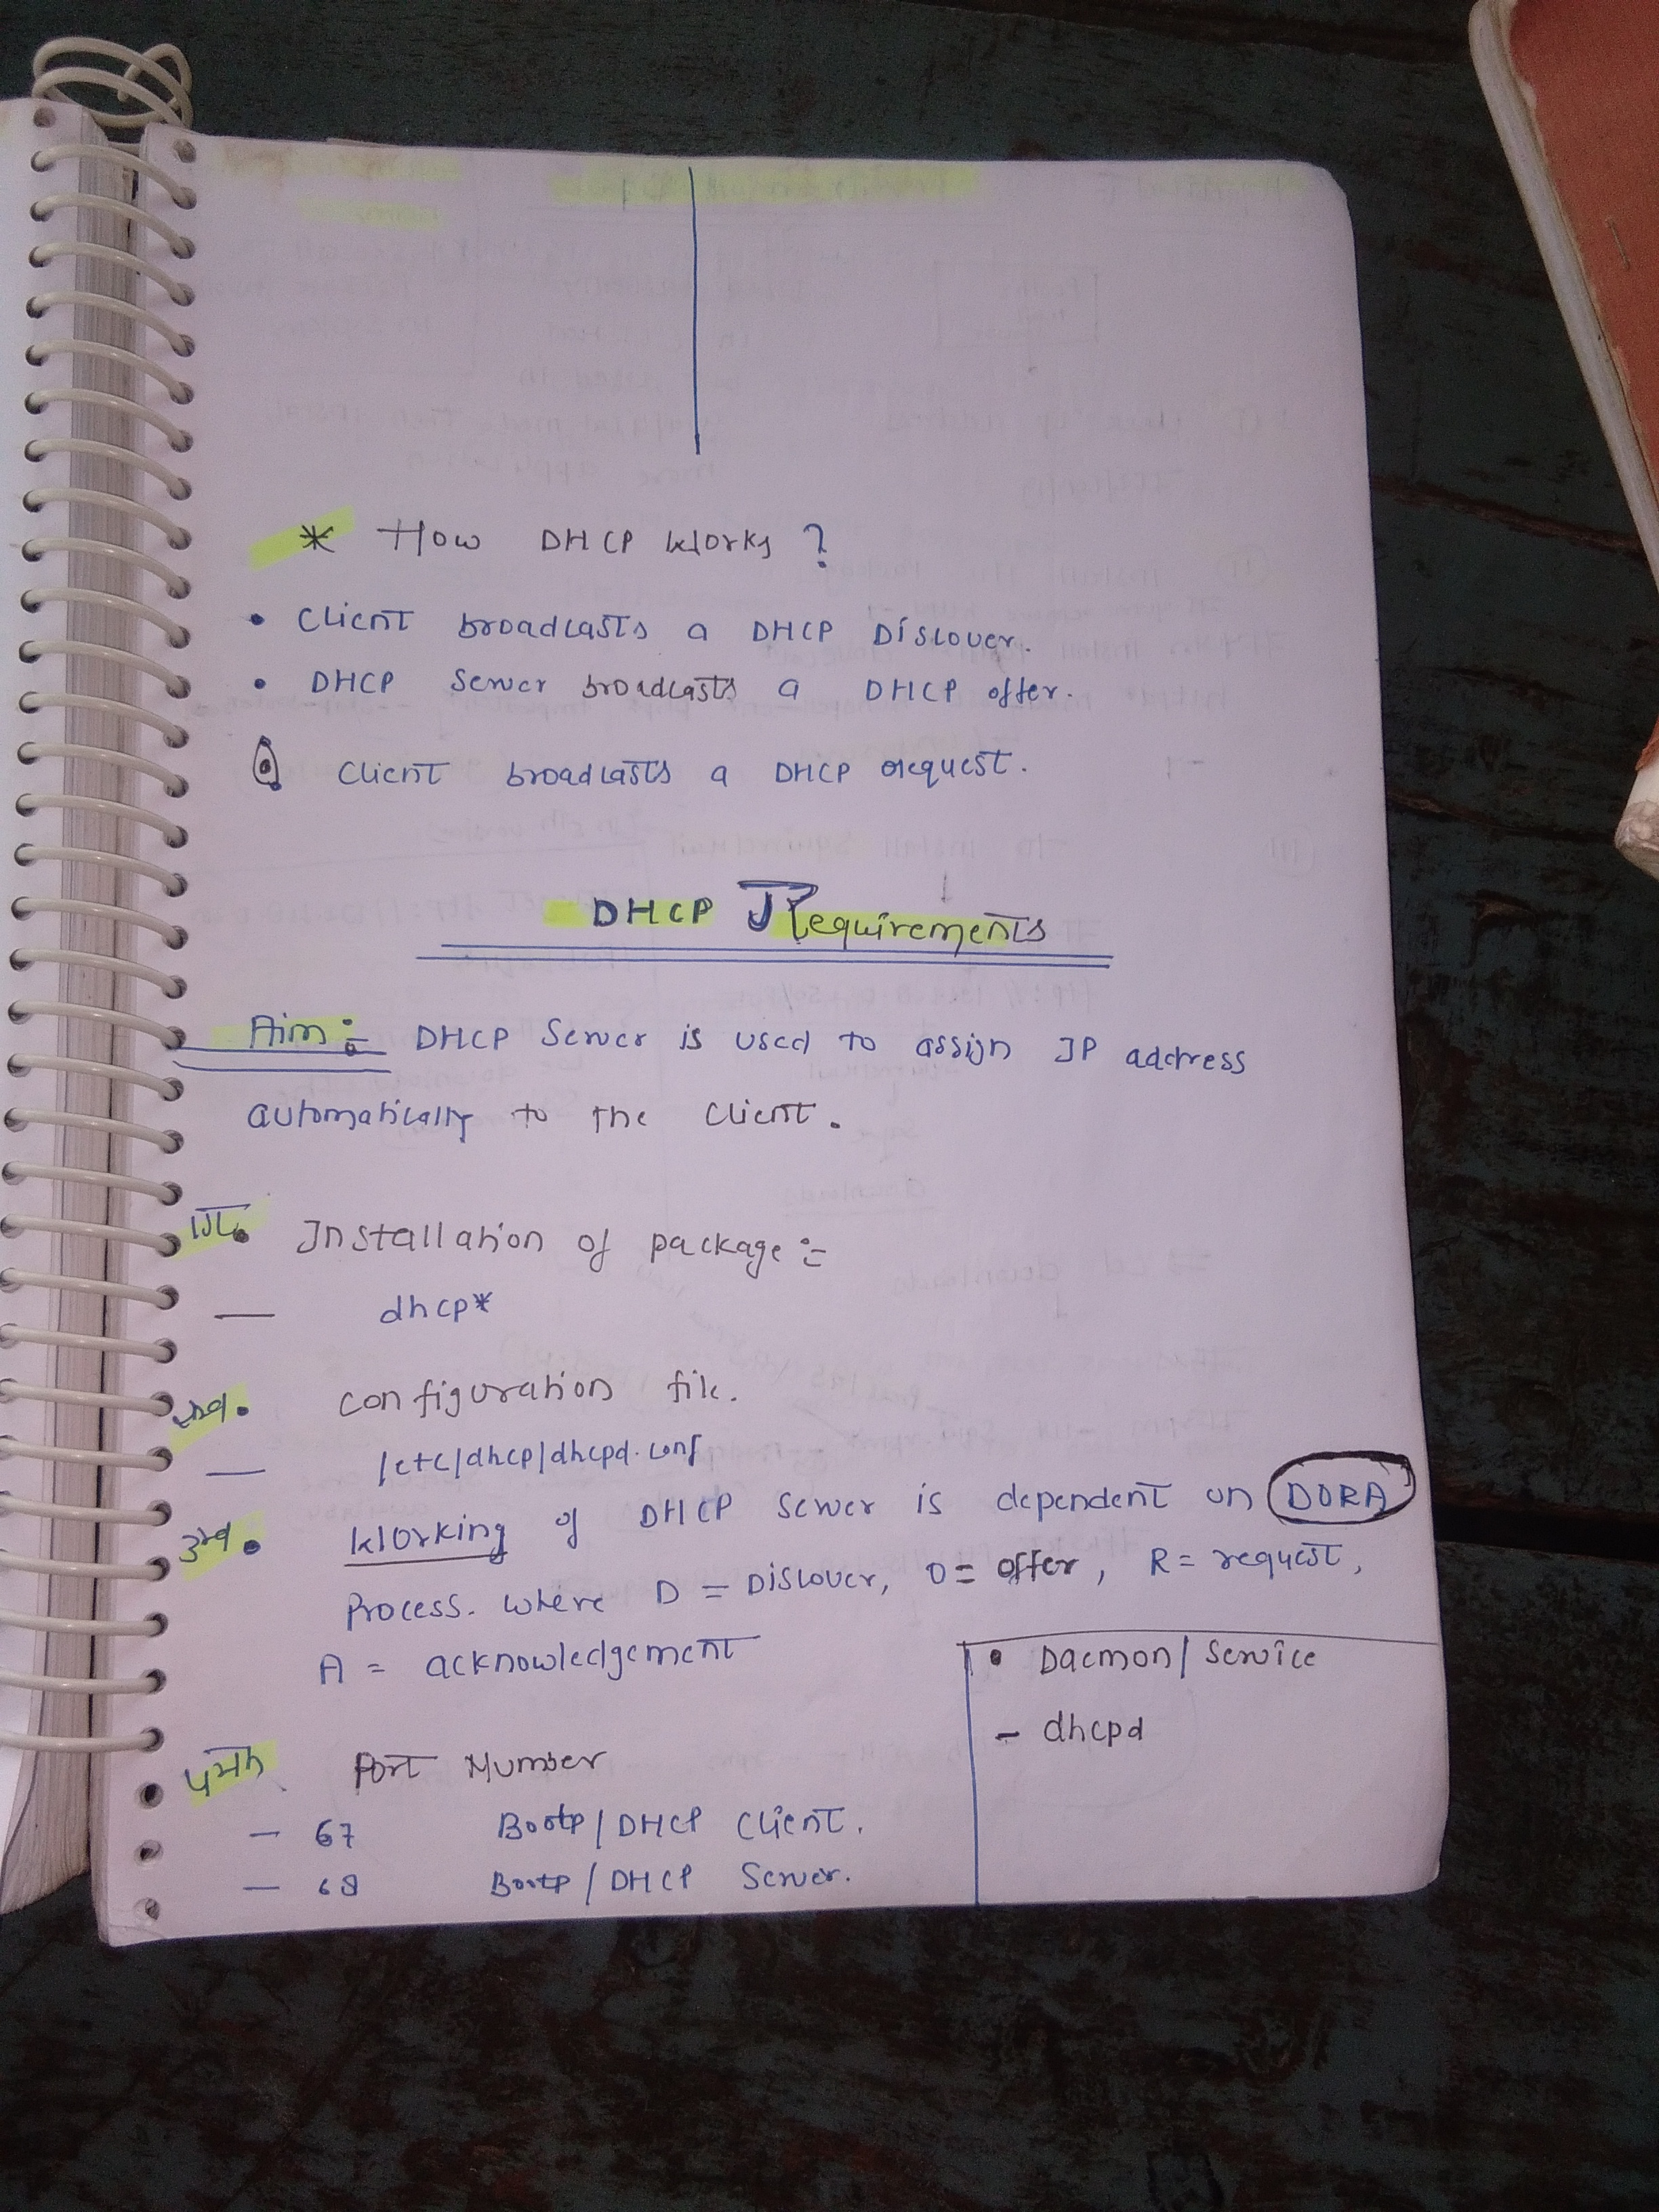 * How DHCP Works ?
• Client broadcasts a DHCP Discover.
• DHCP Server broadcasts a DHCP offer.
Client broadcasts a DHCP request.
DHCP Requirements
Aim :- DHCP Server is used to assign IP address
automatically to the Client.
1st. Installation of package :-
— dhcp*
2nd. configuration file.
— /etc/dhcp/dhcpd.conf
3rd. Working of DHCP Server is dependent on DORA
Process. where D = Discover, O = offer, R = request,
A = acknowledgement
• Daemon/Service
- dhcpd
4th Port Number
— 67 Bootp/DHCP Client.
— 68 Bootp/DHCP Server.